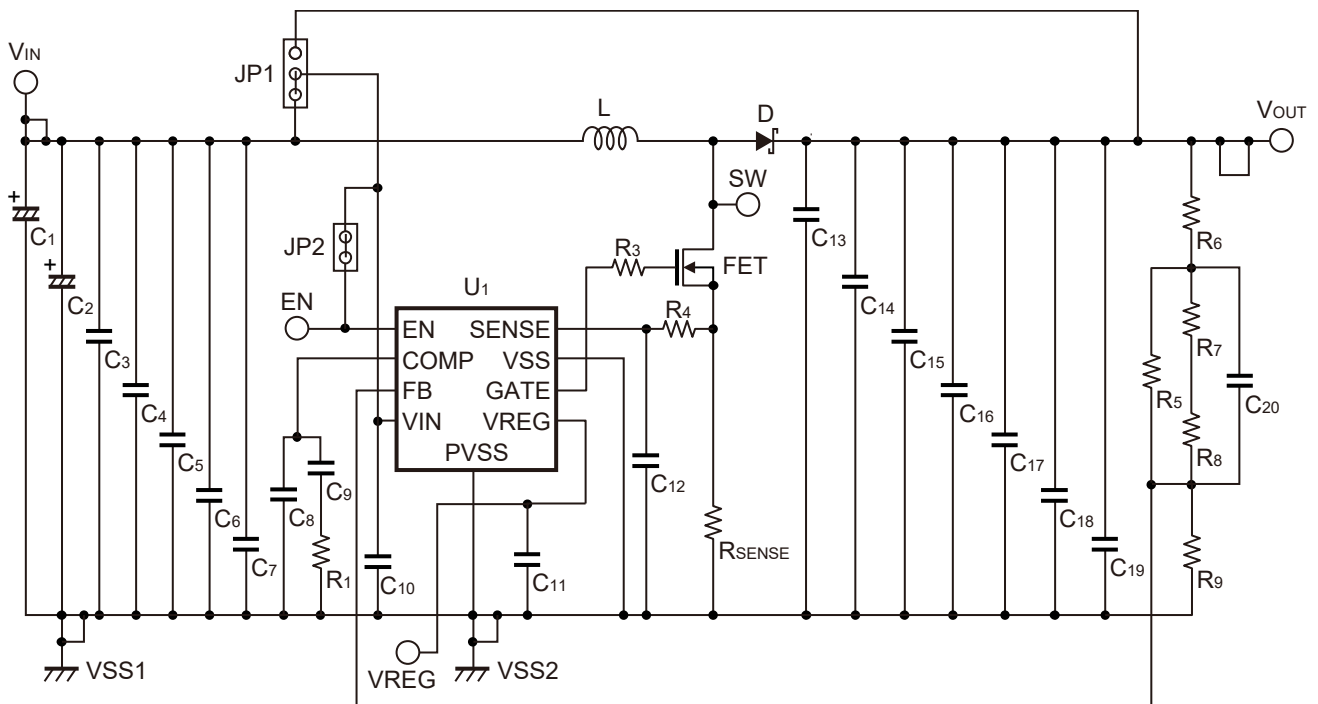 VIN
JP1
L
D
VOUT
SW
+
C1
JP2
R3
FET
C13
R6
+
C2
EN
U1
R4
C14
C3
EN
SENSE
COMP
VSS
FB
GATE
VIN
VREG
PVSS
C15
R7
R5
C20
C4
C16
R8
C5
C9
C12
C17
C6
C8
C18
C7
R1
C10
C11
RSENSE
C19
R9
VSS1
VREG
VSS2